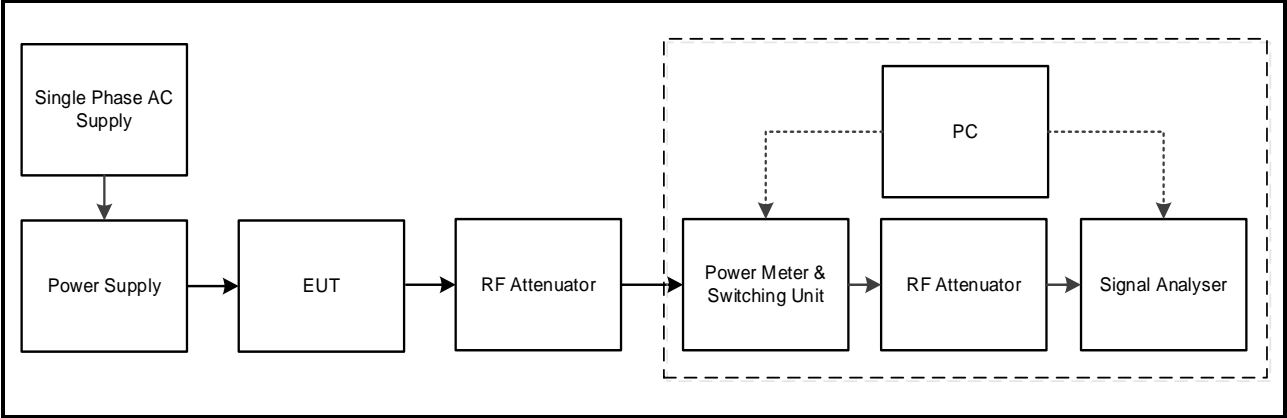 Single Phase AC
Supply
PC
Power Supply
EUT
RF Attenuator
Power Meter &
Switching Unit
RF Attenuator
Signal Analyser